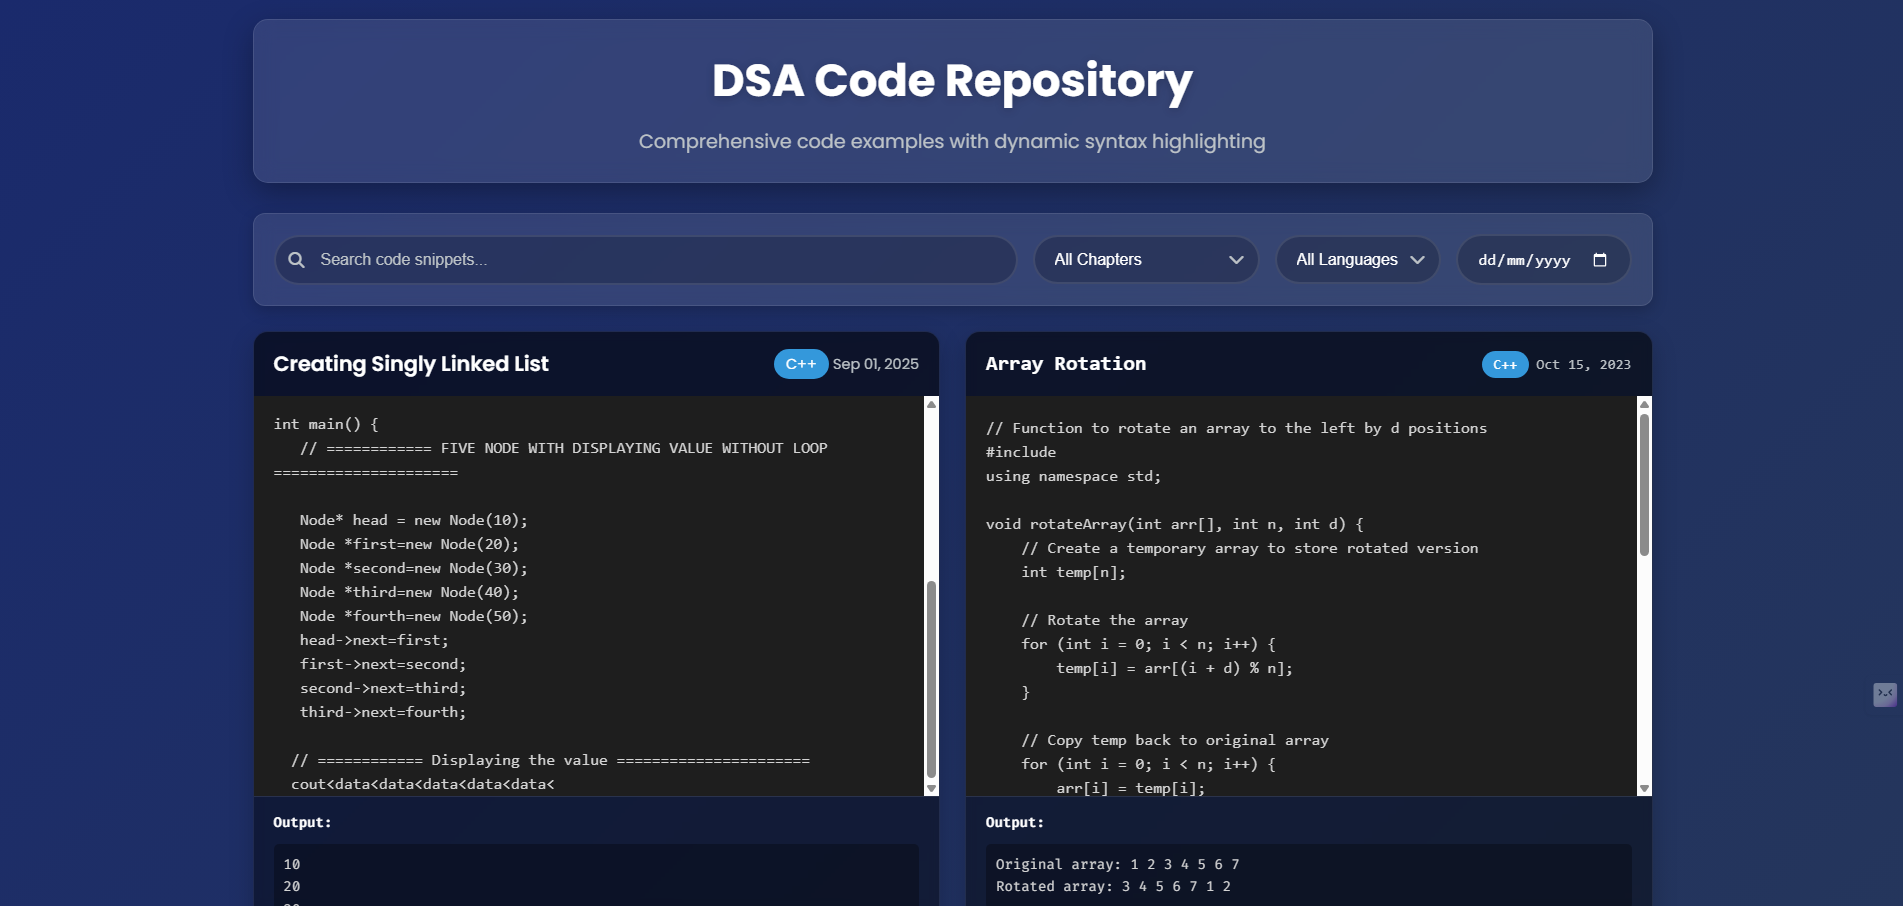 DSA Code Repository
Comprehensive code examples with dynamic syntax highlighting
Search code snippets...
All Chapters
All Languages
dd/mm/yyyy
Creating Singly Linked List
C++
Sep 01, 2025
int main() {
// ============ FIVE NODE WITH DISPLAYING VALUE WITHOUT LOOP
=====================
Node* head = new Node(10);
Node *first=new Node(20);
Node *second=new Node(30);
Node *third=new Node(40);
Node *fourth=new Node(50);
head->next=first;
first->next=second;
second->next=third;
third->next=fourth;
// ============ Displaying the value ======================
cout<data<data<data<data<data<
Output:
10
20
Array Rotation
C++
Oct 15, 2023
// Function to rotate an array to the left by d positions
#include
using namespace std;
void rotateArray(int arr[], int n, int d) {
// Create a temporary array to store rotated version
int temp[n];
// Rotate the array
for (int i = 0; i < n; i++) {
temp[i] = arr[(i + d) % n];
}
// Copy temp back to original array
for (int i = 0; i < n; i++) {
arr[i] = temp[i];
Output:
Original array: 1 2 3 4 5 6 7
Rotated array: 3 4 5 6 7 1 2